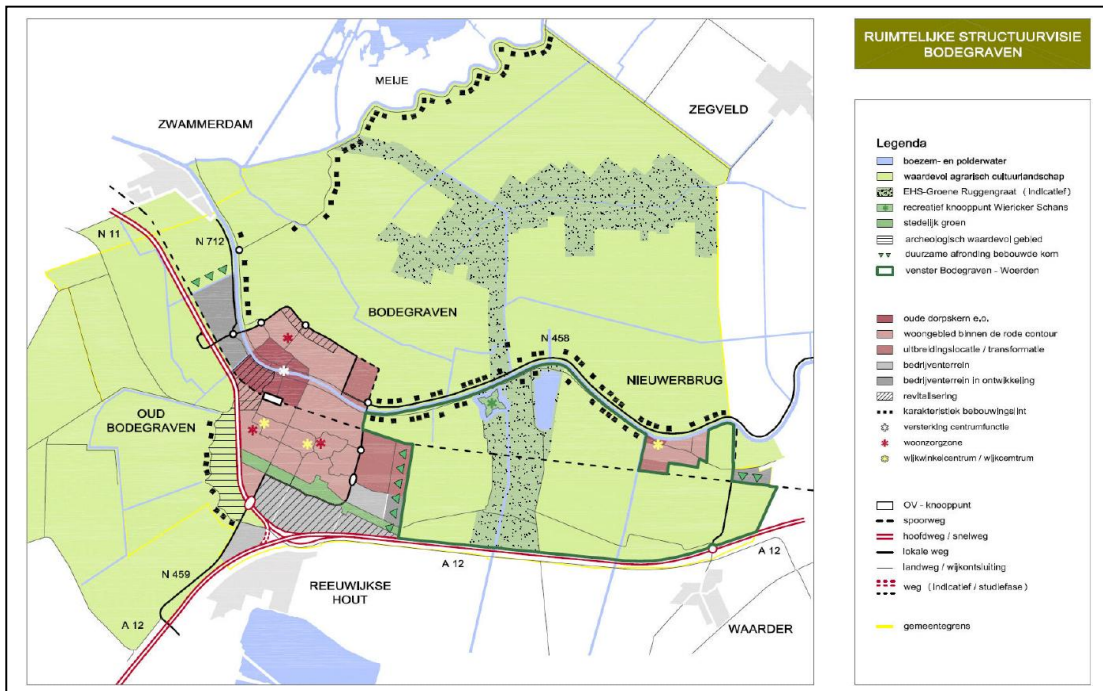 RUIMTELIJKE STRUCTUURVISIE
BODEGRAVEN
MEIJE
ZWAMMERDAM
ZEGVELD
N 11
N 712
BODEGRAVEN
N 458
NIEUWERBRUG
OUD
BODEGRAVEN
N 459
A 12
REEUWIJKSE
HOUT
A 12
A 12
WAARDER
Legenda
boezem- en polderwater
waardevol agrarisch cultuurlandschap
EHS-Groene Ruggengraat ( indicatief )
recreatief knooppunt Wiericker Schans
stedelijk groen
archeologisch waardevol gebied
duurzame afronding bebouwde kom
venster Bodegraven - Woerden
oude dorpskern e.o.
woongebied binnen de rode contour
uitbreidingslocatie / transformatie
bedrijventerrein
bedrijventerrein in ontwikkeling
revitalisering
karakteristiek bebouwingslint
versterking centrumfunctie
woonzorgzone
wijkwinkelcentrum / wijkcemtrum
OV - knooppunt
spoorweg
hoofdweg / snelweg
lokale weg
landweg / wijkontsluiting
weg ( indicatief / studiefase )
gemeentegrens